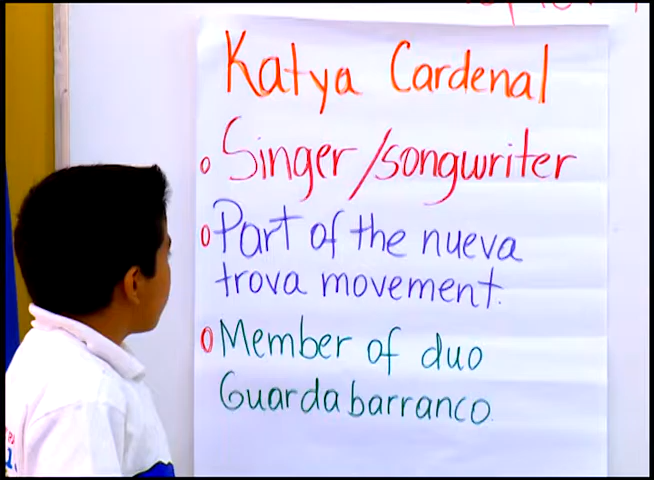 Katya Cardenal
Singer/songwriter
Part of the nueva
trova movement.
Member of duo
Guardabarranco